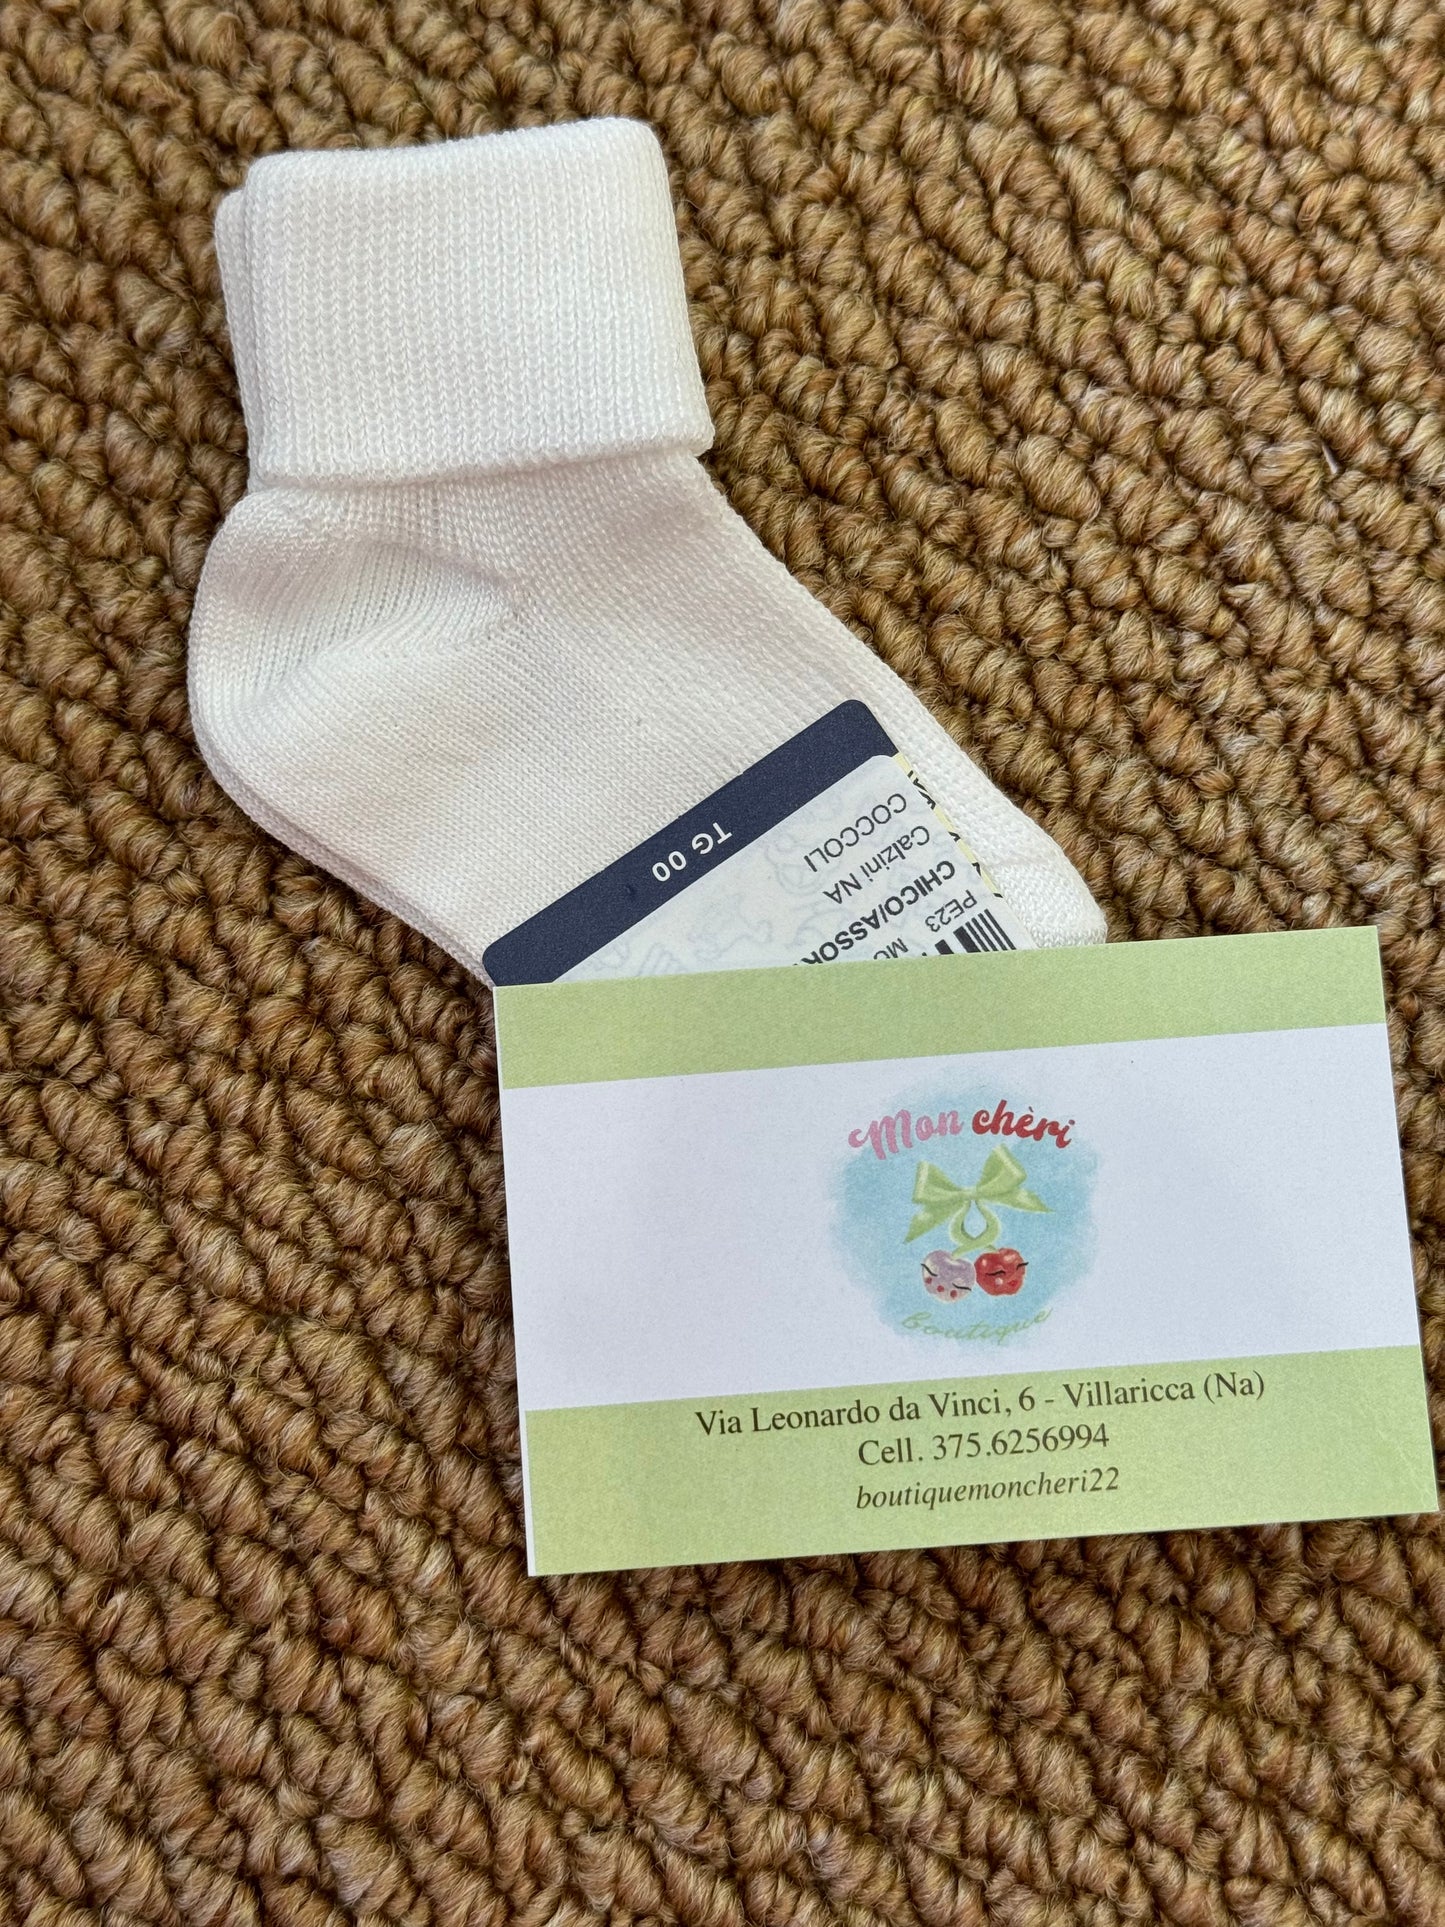 TG 00
COCCOLI
Calzini NA
CHICO/ASSOR
PE23
Mon chèri
boutique
Via Leonardo da Vinci, 6 - Villaricca (Na)
Cell. 375.6256994
boutiquemoncheri22